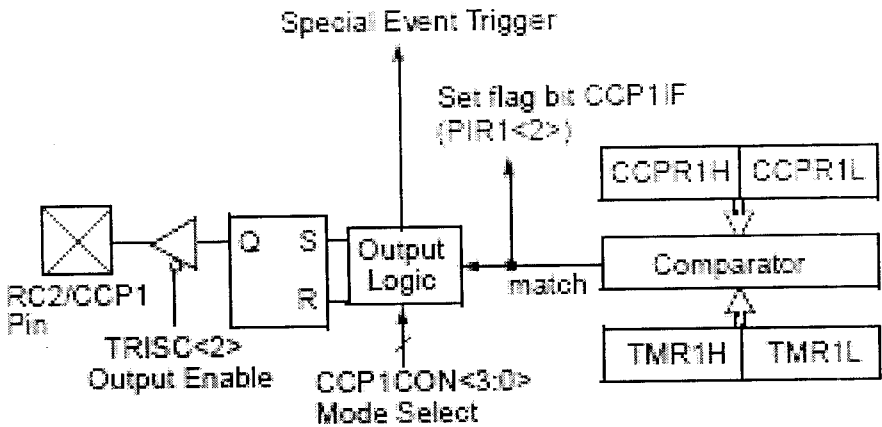 Special Event Trigger
Set flag bit CCP1IF
(PIR1<2>)
CCPR1H CCPR1L
Q S
R
Output
Logic
match
Comparator
RC2/CCP1
Pin
TRISC<2>
Output Enable
CCP1CON<3:0>
Mode Select
TMR1H TMR1L